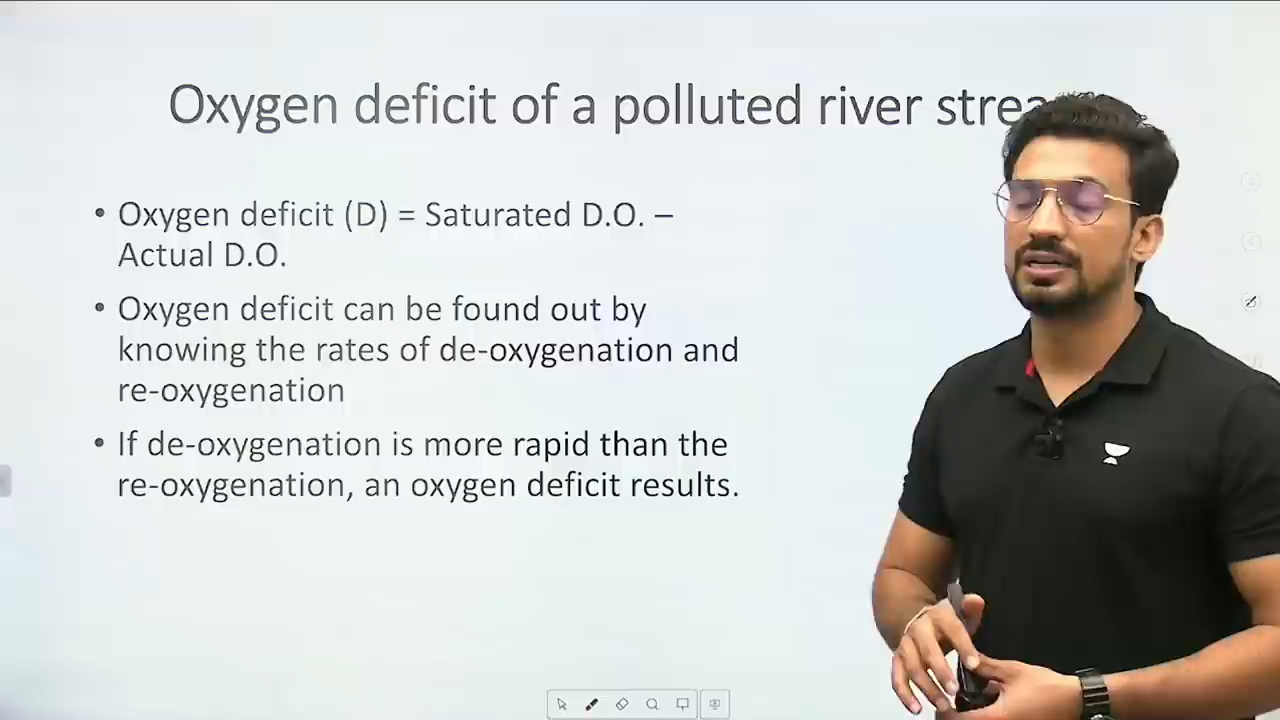 Oxygen deficit of a polluted river
• Oxygen deficit (D) = Saturated D.O. –
Actual D.O.
• Oxygen deficit can be found out by
knowing the rates of de-oxygenation and
re-oxygenation
• If de-oxygenation is more rapid than the
re-oxygenation, an oxygen deficit results.